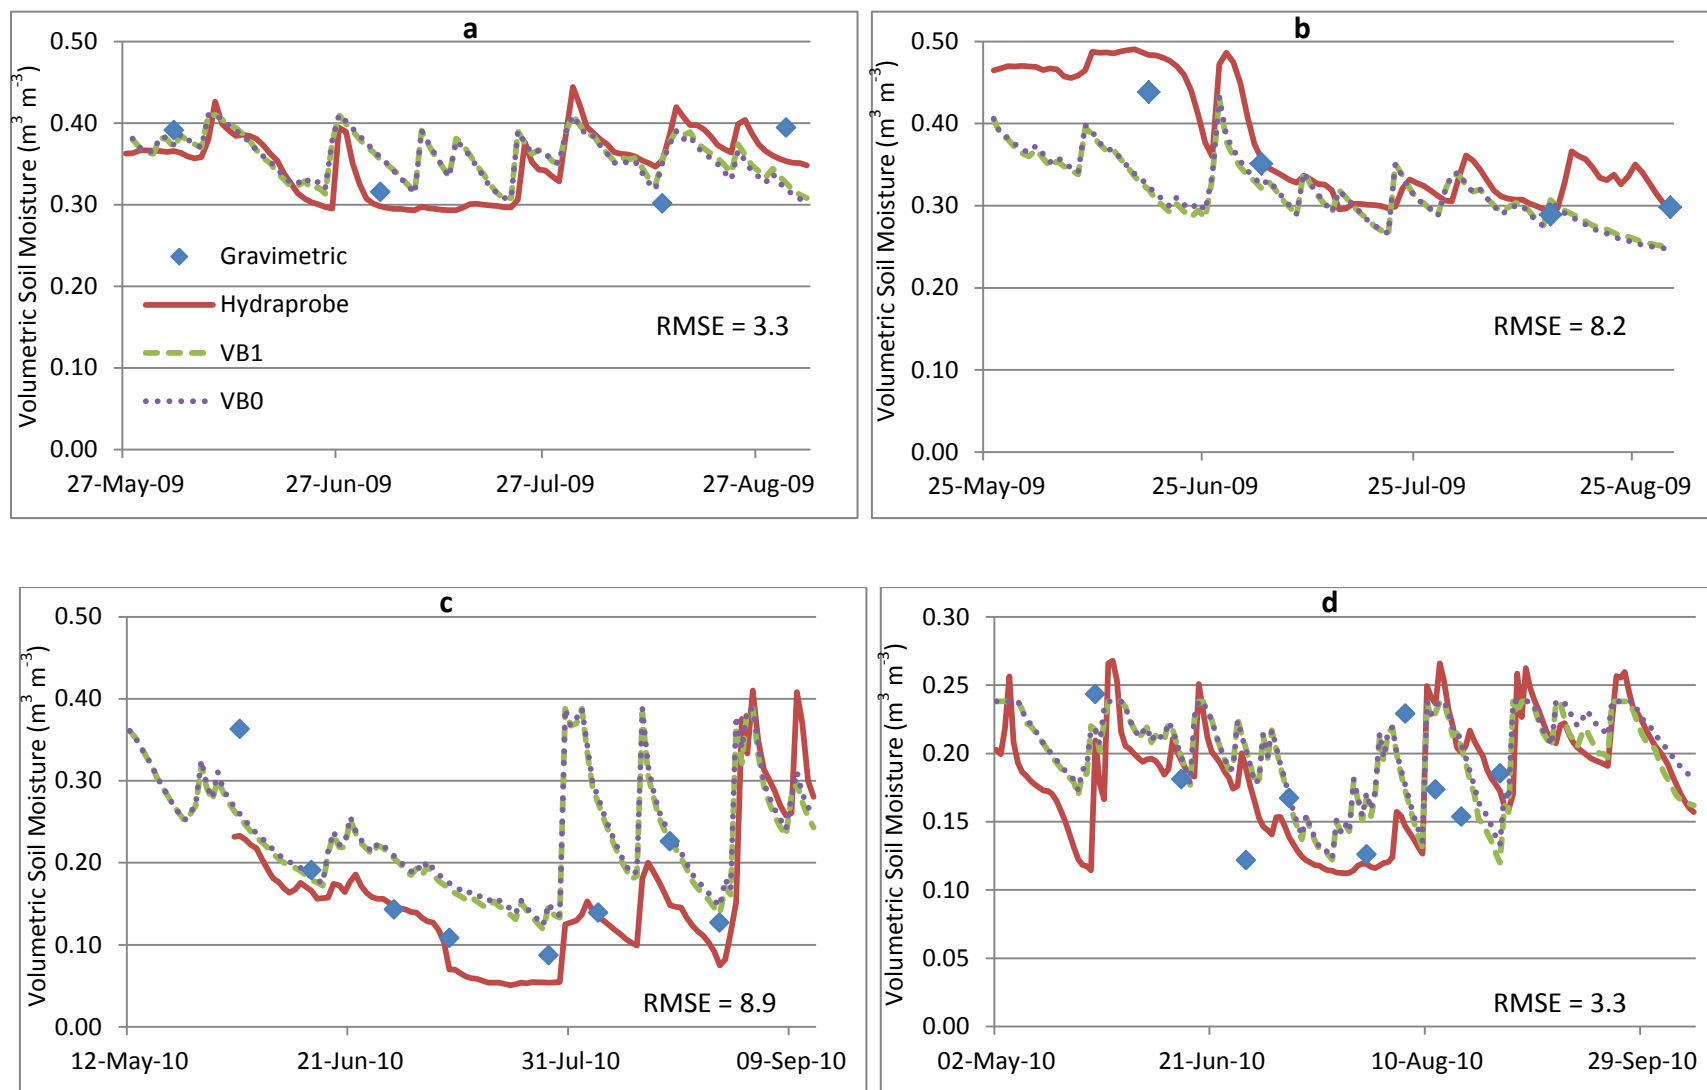 a
Volumetric Soil Moisture (m³ m⁻³)
0.50
0.40
0.30
0.20
0.10
0.00
Gravimetric
Hydraprobe
VB1
VB0
RMSE = 3.3
27-May-09 27-Jun-09 27-Jul-09 27-Aug-09
b
Volumetric Soil Moisture (m³ m⁻³)
0.50
0.40
0.30
0.20
0.10
0.00
RMSE = 8.2
25-May-09 25-Jun-09 25-Jul-09 25-Aug-09
c
Volumetric Soil Moisture (m³ m⁻³)
0.50
0.40
0.30
0.20
0.10
0.00
RMSE = 8.9
12-May-10 21-Jun-10 31-Jul-10 09-Sep-10
d
Volumetric Soil Moisture (m³ m⁻³)
0.30
0.25
0.20
0.15
0.10
0.05
0.00
RMSE = 3.3
02-May-10 21-Jun-10 10-Aug-10 29-Sep-10